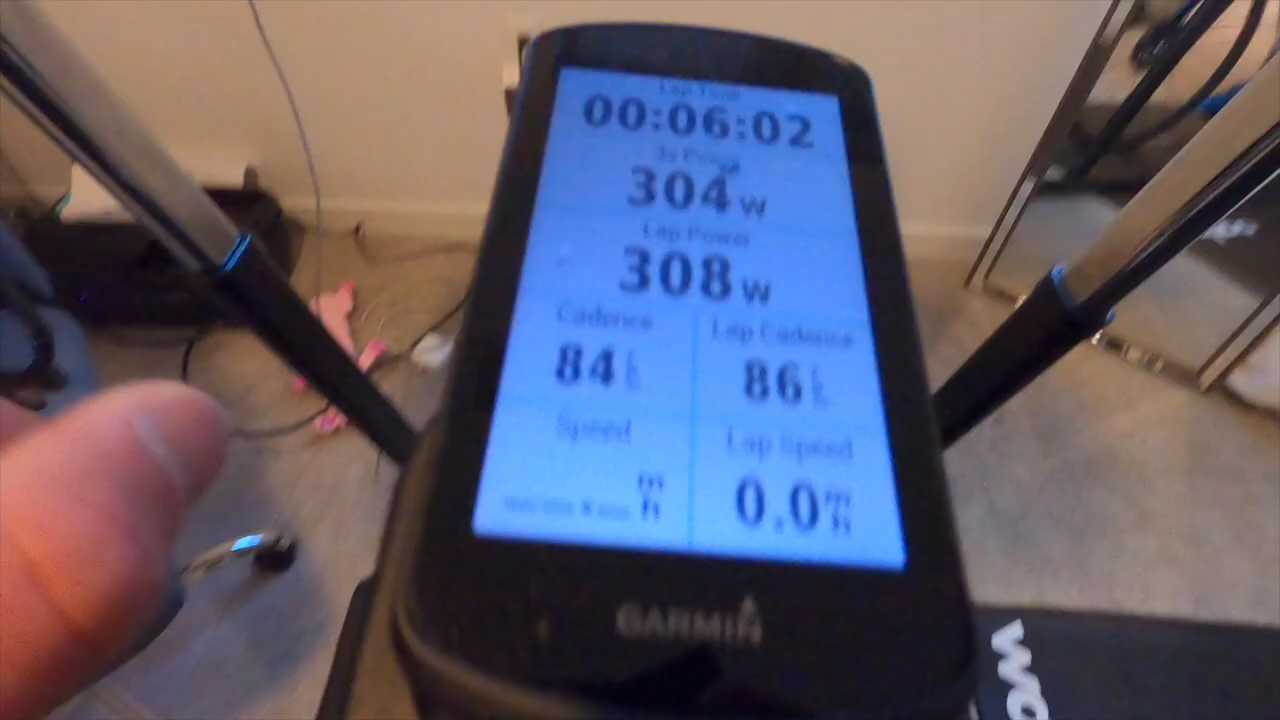 Lap Time
00:06:02
3s Power
304 W
Lap Power
308 W
Cadence
Lap Cadence
84
86
Speed
Lap Speed
m h
0.0 m h
GARMIN